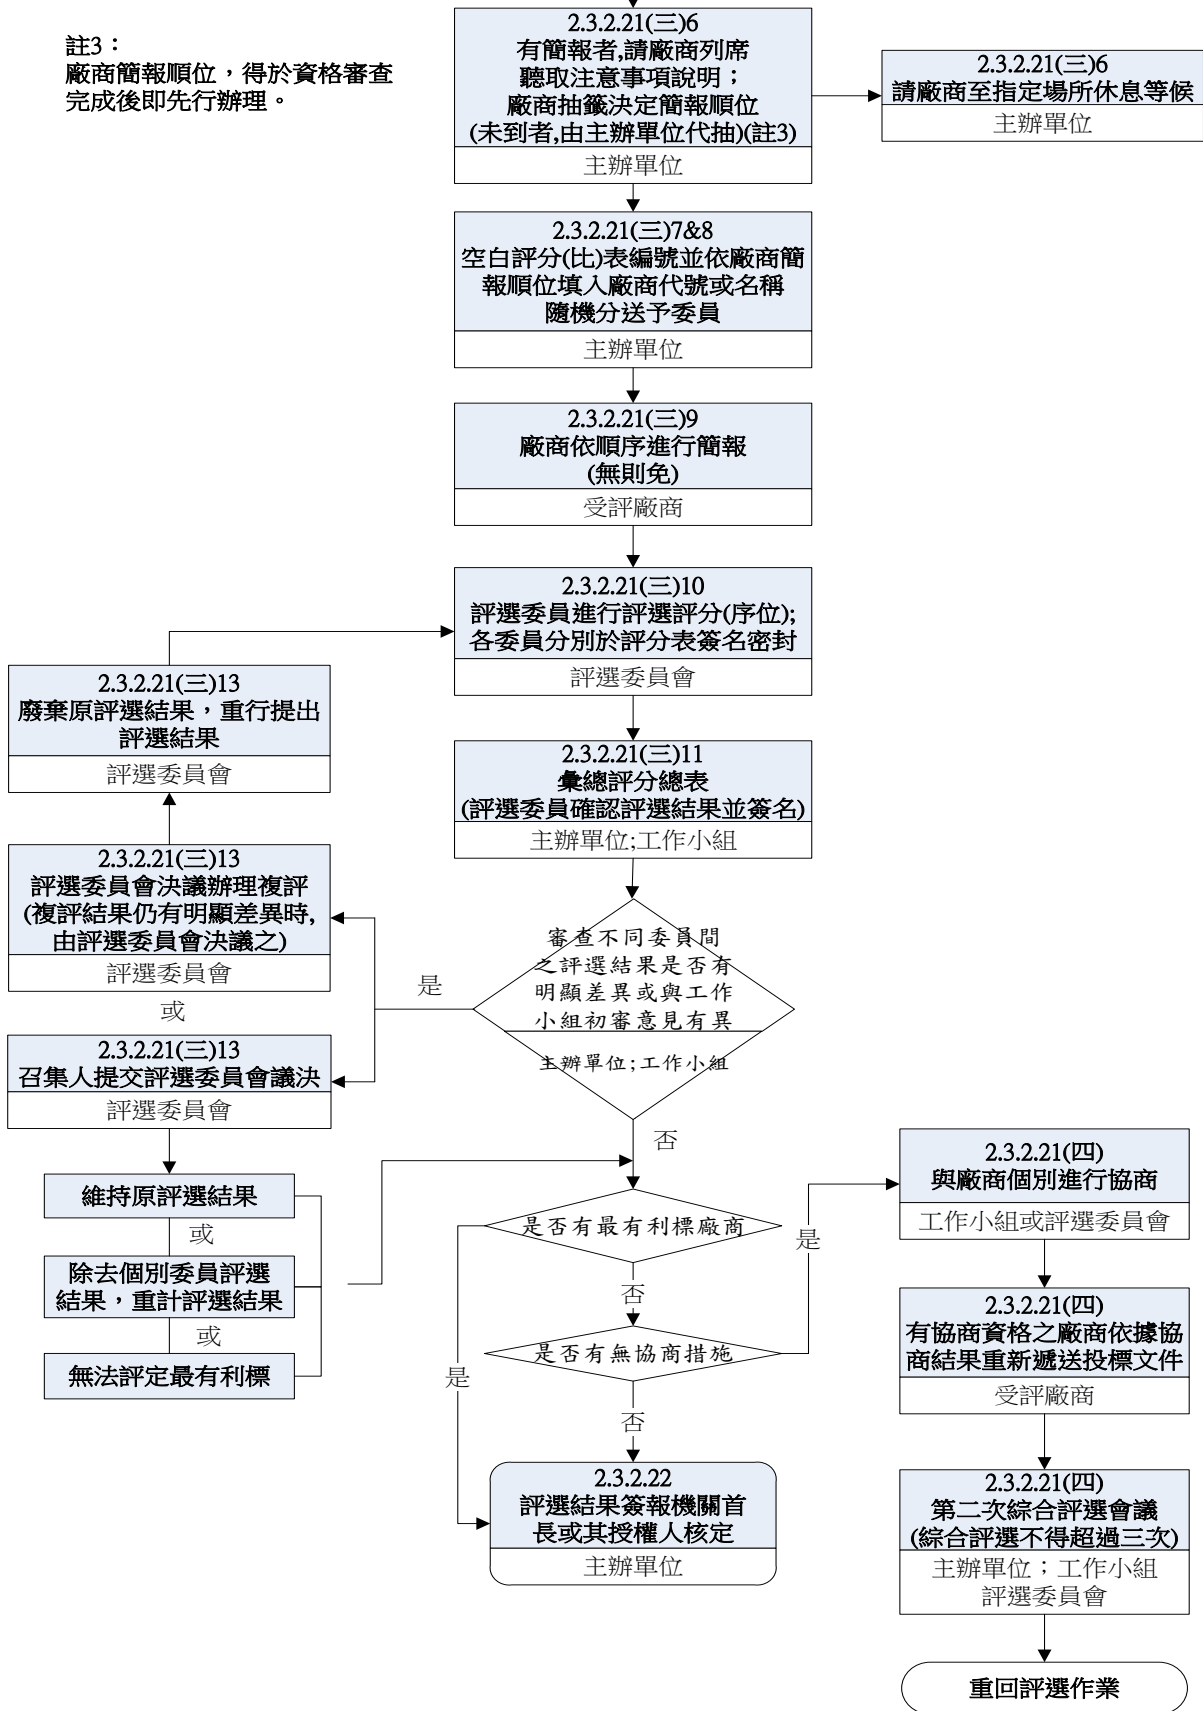 註3：
廠商簡報順位，得於資格審查
完成後即先行辦理。
2.3.2.21(三)6
有簡報者,請廠商列席
聽取注意事項說明；
廠商抽籤決定簡報順位
(未到者,由主辦單位代抽)(註3)
主辦單位
2.3.2.21(三)6
請廠商至指定場所休息等候
主辦單位
2.3.2.21(三)7&8
空白評分(比)表編號並依廠商簡
報順位填入廠商代號或名稱
隨機分送予委員
主辦單位
2.3.2.21(三)9
廠商依順序進行簡報
(無則免)
受評廠商
2.3.2.21(三)10
評選委員進行評選評分(序位);
各委員分別於評分表簽名密封
評選委員會
2.3.2.21(三)13
廢棄原評選結果，重行提出
評選結果
評選委員會
2.3.2.21(三)11
彙總評分總表
(評選委員確認評選結果並簽名)
主辦單位;工作小組
2.3.2.21(三)13
評選委員會決議辦理複評
(複評結果仍有明顯差異時,
由評選委員會決議之)
評選委員會
或
是
審查不同委員間
之評選結果是否有
明顯差異或與工作
小組初審意見有異
主辦單位;工作小組
2.3.2.21(三)13
召集人提交評選委員會議決
評選委員會
否
維持原評選結果
或
除去個別委員評選
結果，重計評選結果
或
無法評定最有利標
是否有最有利標廠商
是
否
是否有無協商措施
是
否
2.3.2.22
評選結果簽報機關首
長或其授權人核定
主辦單位
2.3.2.21(四)
與廠商個別進行協商
工作小組或評選委員會
2.3.2.21(四)
有協商資格之廠商依據協
商結果重新遞送投標文件
受評廠商
2.3.2.21(四)
第二次綜合評選會議
(綜合評選不得超過三次)
主辦單位；工作小組
評選委員會
重回評選作業